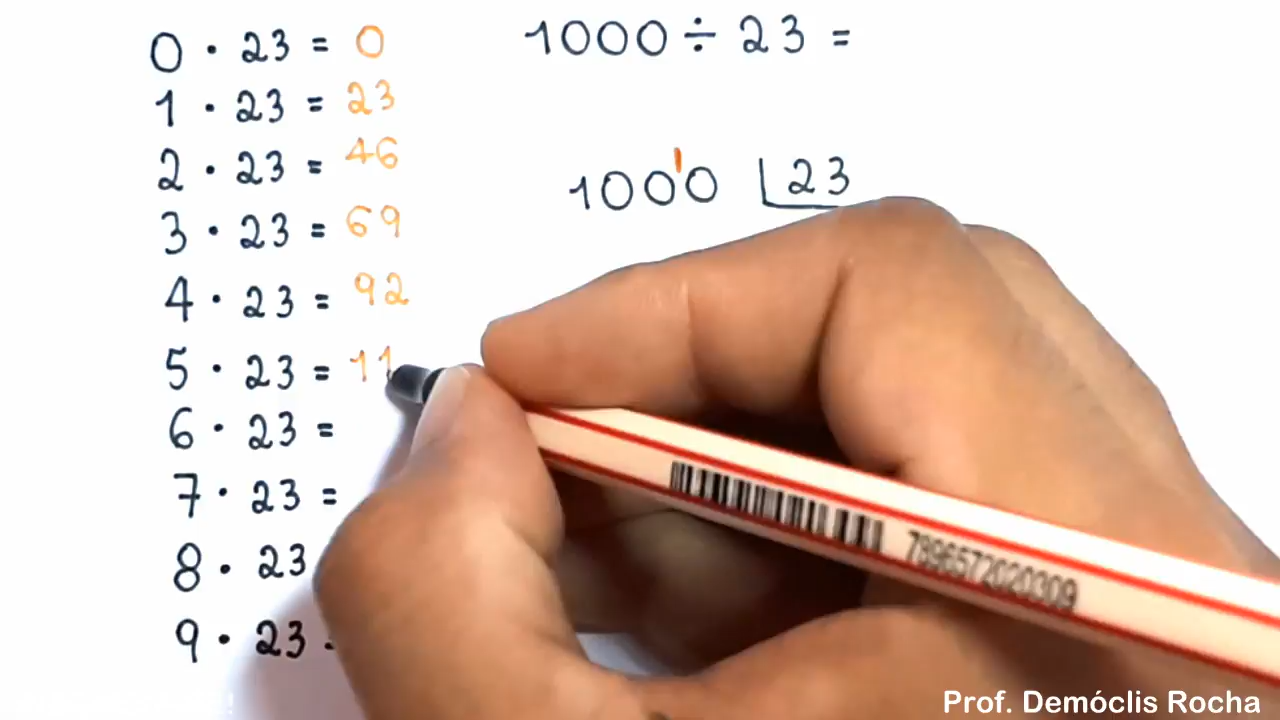 0 · 23 = 0
1 · 23 = 23
2 · 23 = 46
3 · 23 = 69
4 · 23 = 92
5 · 23 = 11
6 · 23 =
7 · 23 =
8 · 23
9 · 23
1000 ÷ 23 =
1000 23
7896572020309
Prof. Demóclis Rocha